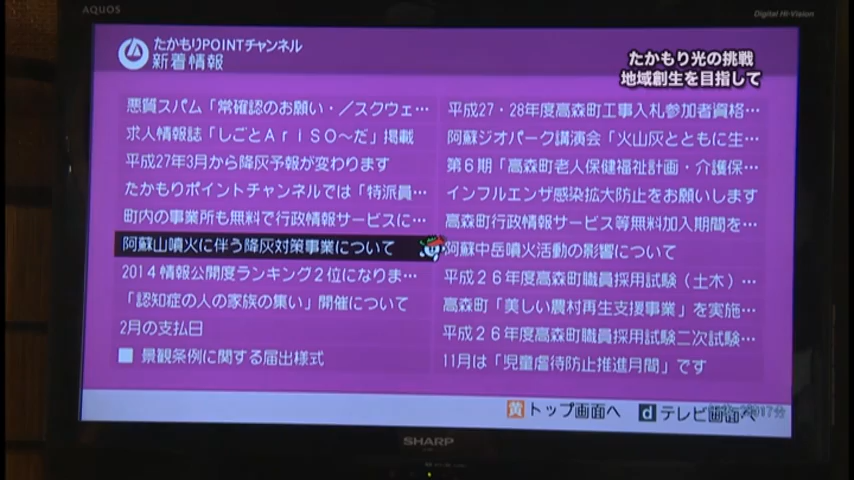 AQUOS
Digital Hi-Vision
たかもりPOINTチャンネル
新着情報
たかもり光の挑戦
地域創生を目指して
悪質スパム「常確認のお願い・／スクウェ…
求人情報誌「しごとＡｒｉＳＯ～だ」掲載
平成27年3月から降灰予報が変わります
たかもりポイントチャンネルでは「特派員…
町内の事業所も無料で行政情報サービスに…
阿蘇山噴火に伴う降灰対策事業について
2014情報公開度ランキング２位になりま…
「認知症の人の家族の集い」開催について
2月の支払日
■ 景観条例に関する届出様式
平成27・28年度高森町工事入札参加者資格…
阿蘇ジオパーク講演会「火山灰とともに生…
第６期「高森町老人保健福祉計画・介護保…
インフルエンザ感染拡大防止をお願いします
高森町行政情報サービス等無料加入期間を…
阿蘇中岳噴火活動の影響について
平成２６年度高森町職員採用試験（土木）…
高森町「美しい農村再生支援事業」を実施…
平成２６年度高森町職員採用試験二次試験…
11月は「児童虐待防止推進月間」です
黄 トップ画面へ
d テレビ画面へ
SHARP